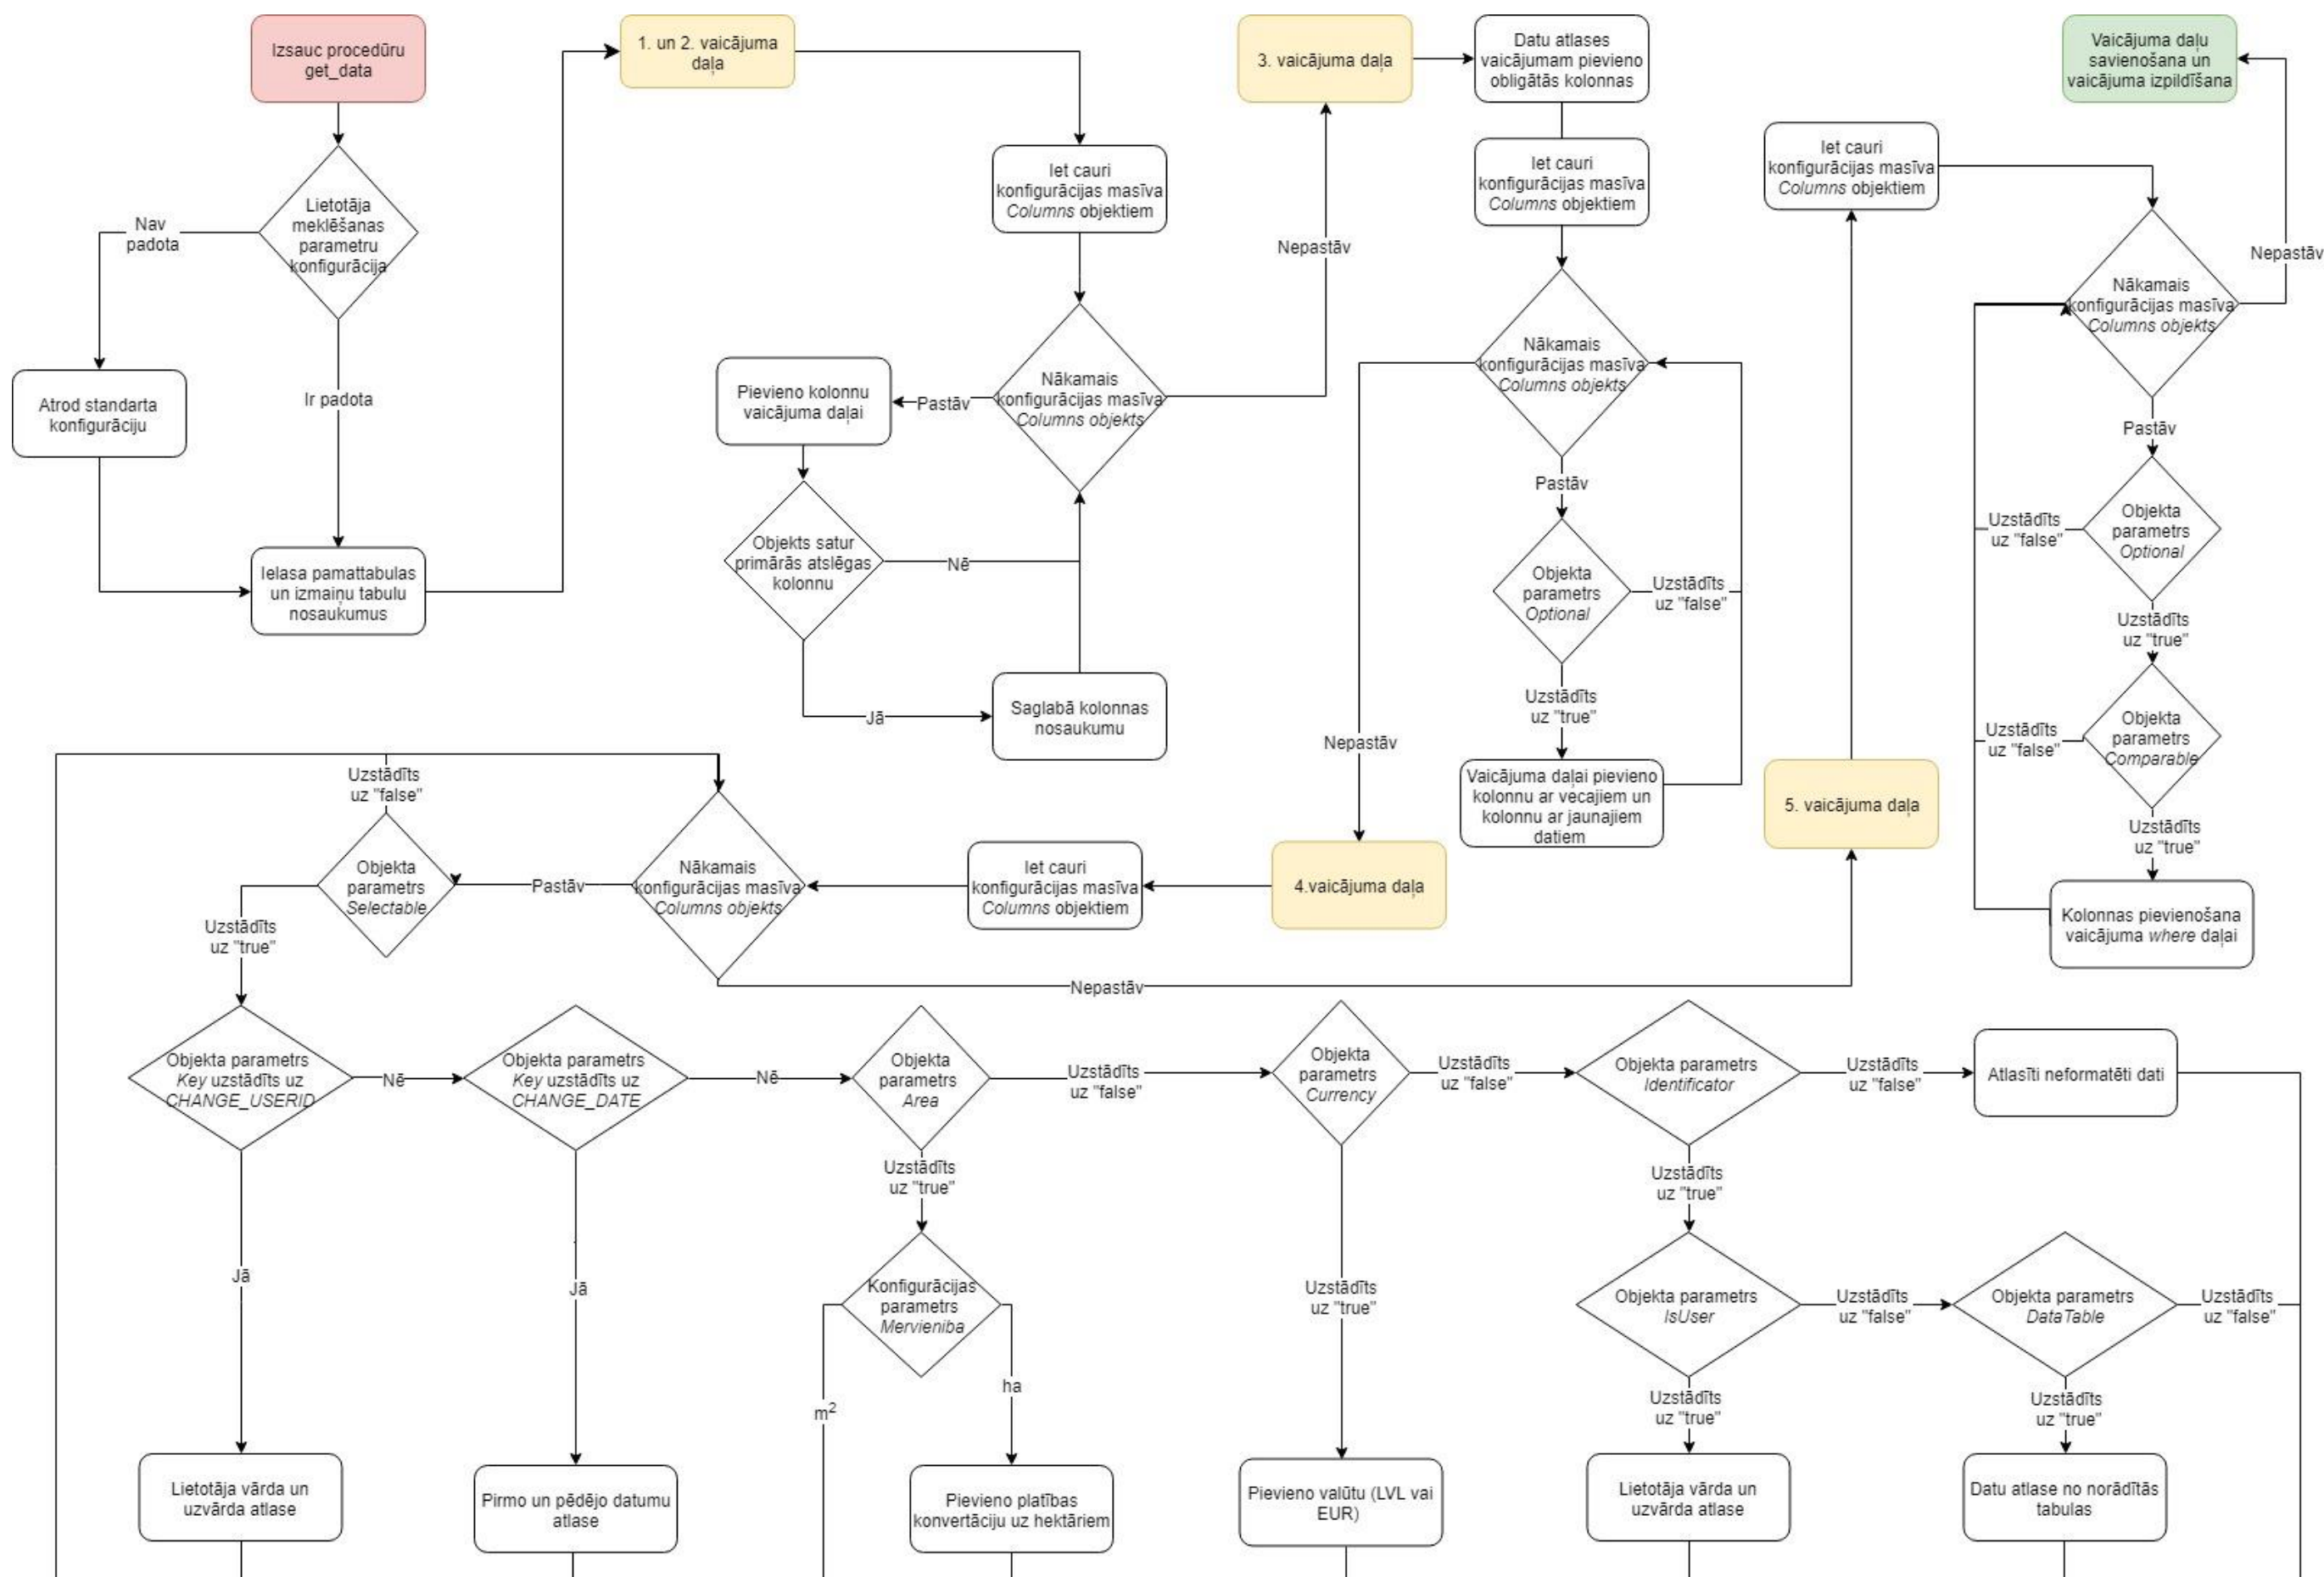 Izsauc procedūru
get_data
Lietotāja
meklēšanas
parametru
konfigurācija
Nav
padota
Ir padota
Atrod standarta
konfigurāciju
Ielasa pamattabulas
un izmaiņu tabulu
nosaukumus
1. un 2. vaicājuma
daļa
Iet cauri
konfigurācijas masīva
Columns objektiem
Nākamais
konfigurācijas masīva
Columns objekts
Pastāv
Nepastāv
Pievieno kolonnu
vaicājuma daļai
Objekts satur
primārās atslēgas
kolonnu
Nē
Jā
Saglabā kolonnas
nosaukumu
3. vaicājuma daļa
Datu atlases
vaicājumam pievieno
obligātās kolonnas
Iet cauri
konfigurācijas masīva
Columns objektiem
Nākamais
konfigurācijas masīva
Columns objekts
Pastāv
Objekta
parametrs
Optional
Uzstādīts
uz "false"
Uzstādīts
uz "true"
Vaicājuma daļai pievieno
kolonnu ar vecajiem un
kolonnu ar jaunajiem
datiem
Nepastāv
4.vaicājuma daļa
Iet cauri
konfigurācijas masīva
Columns objektiem
Nākamais
konfigurācijas masīva
Columns objekts
Pastāv
Nepastāv
Objekta
parametrs
Selectable
Uzstādīts
uz "false"
Uzstādīts
uz "true"
5. vaicājuma daļa
Iet cauri
konfigurācijas masīva
Columns objektiem
Nākamais
konfigurācijas masīva
Columns objekts
Nepastāv
Vaicājuma daļu
savienošana un
vaicājuma izpildīšana
Pastāv
Objekta
parametrs
Optional
Uzstādīts
uz "false"
Uzstādīts
uz "true"
Objekta
parametrs
Comparable
Uzstādīts
uz "false"
Uzstādīts
uz "true"
Kolonnas pievienošana
vaicājuma where daļai
Objekta parametrs
Key uzstādīts uz
CHANGE_USERID
Nē
Jā
Lietotāja vārda un
uzvārda atlase
Objekta parametrs
Key uzstādīts uz
CHANGE_DATE
Nē
Jā
Pirmo un pēdējo datumu
atlase
Objekta
parametrs
Area
Uzstādīts
uz "false"
Uzstādīts
uz "true"
Konfigurācijas
parametrs
Mervieniba
m²
ha
Pievieno platības
konvertāciju uz hektāriem
Objekta
parametrs
Currency
Uzstādīts
uz "false"
Uzstādīts
uz "true"
Pievieno valūtu (LVL vai
EUR)
Objekta parametrs
Identificator
Uzstādīts
uz "false"
Atlasīti neformatēti dati
Uzstādīts
uz "true"
Objekta parametrs
IsUser
Uzstādīts
uz "false"
Uzstādīts
uz "true"
Lietotāja vārda un
uzvārda atlase
Objekta parametrs
DataTable
Uzstādīts
uz "false"
Uzstādīts
uz "true"
Datu atlase no norādītās
tabulas